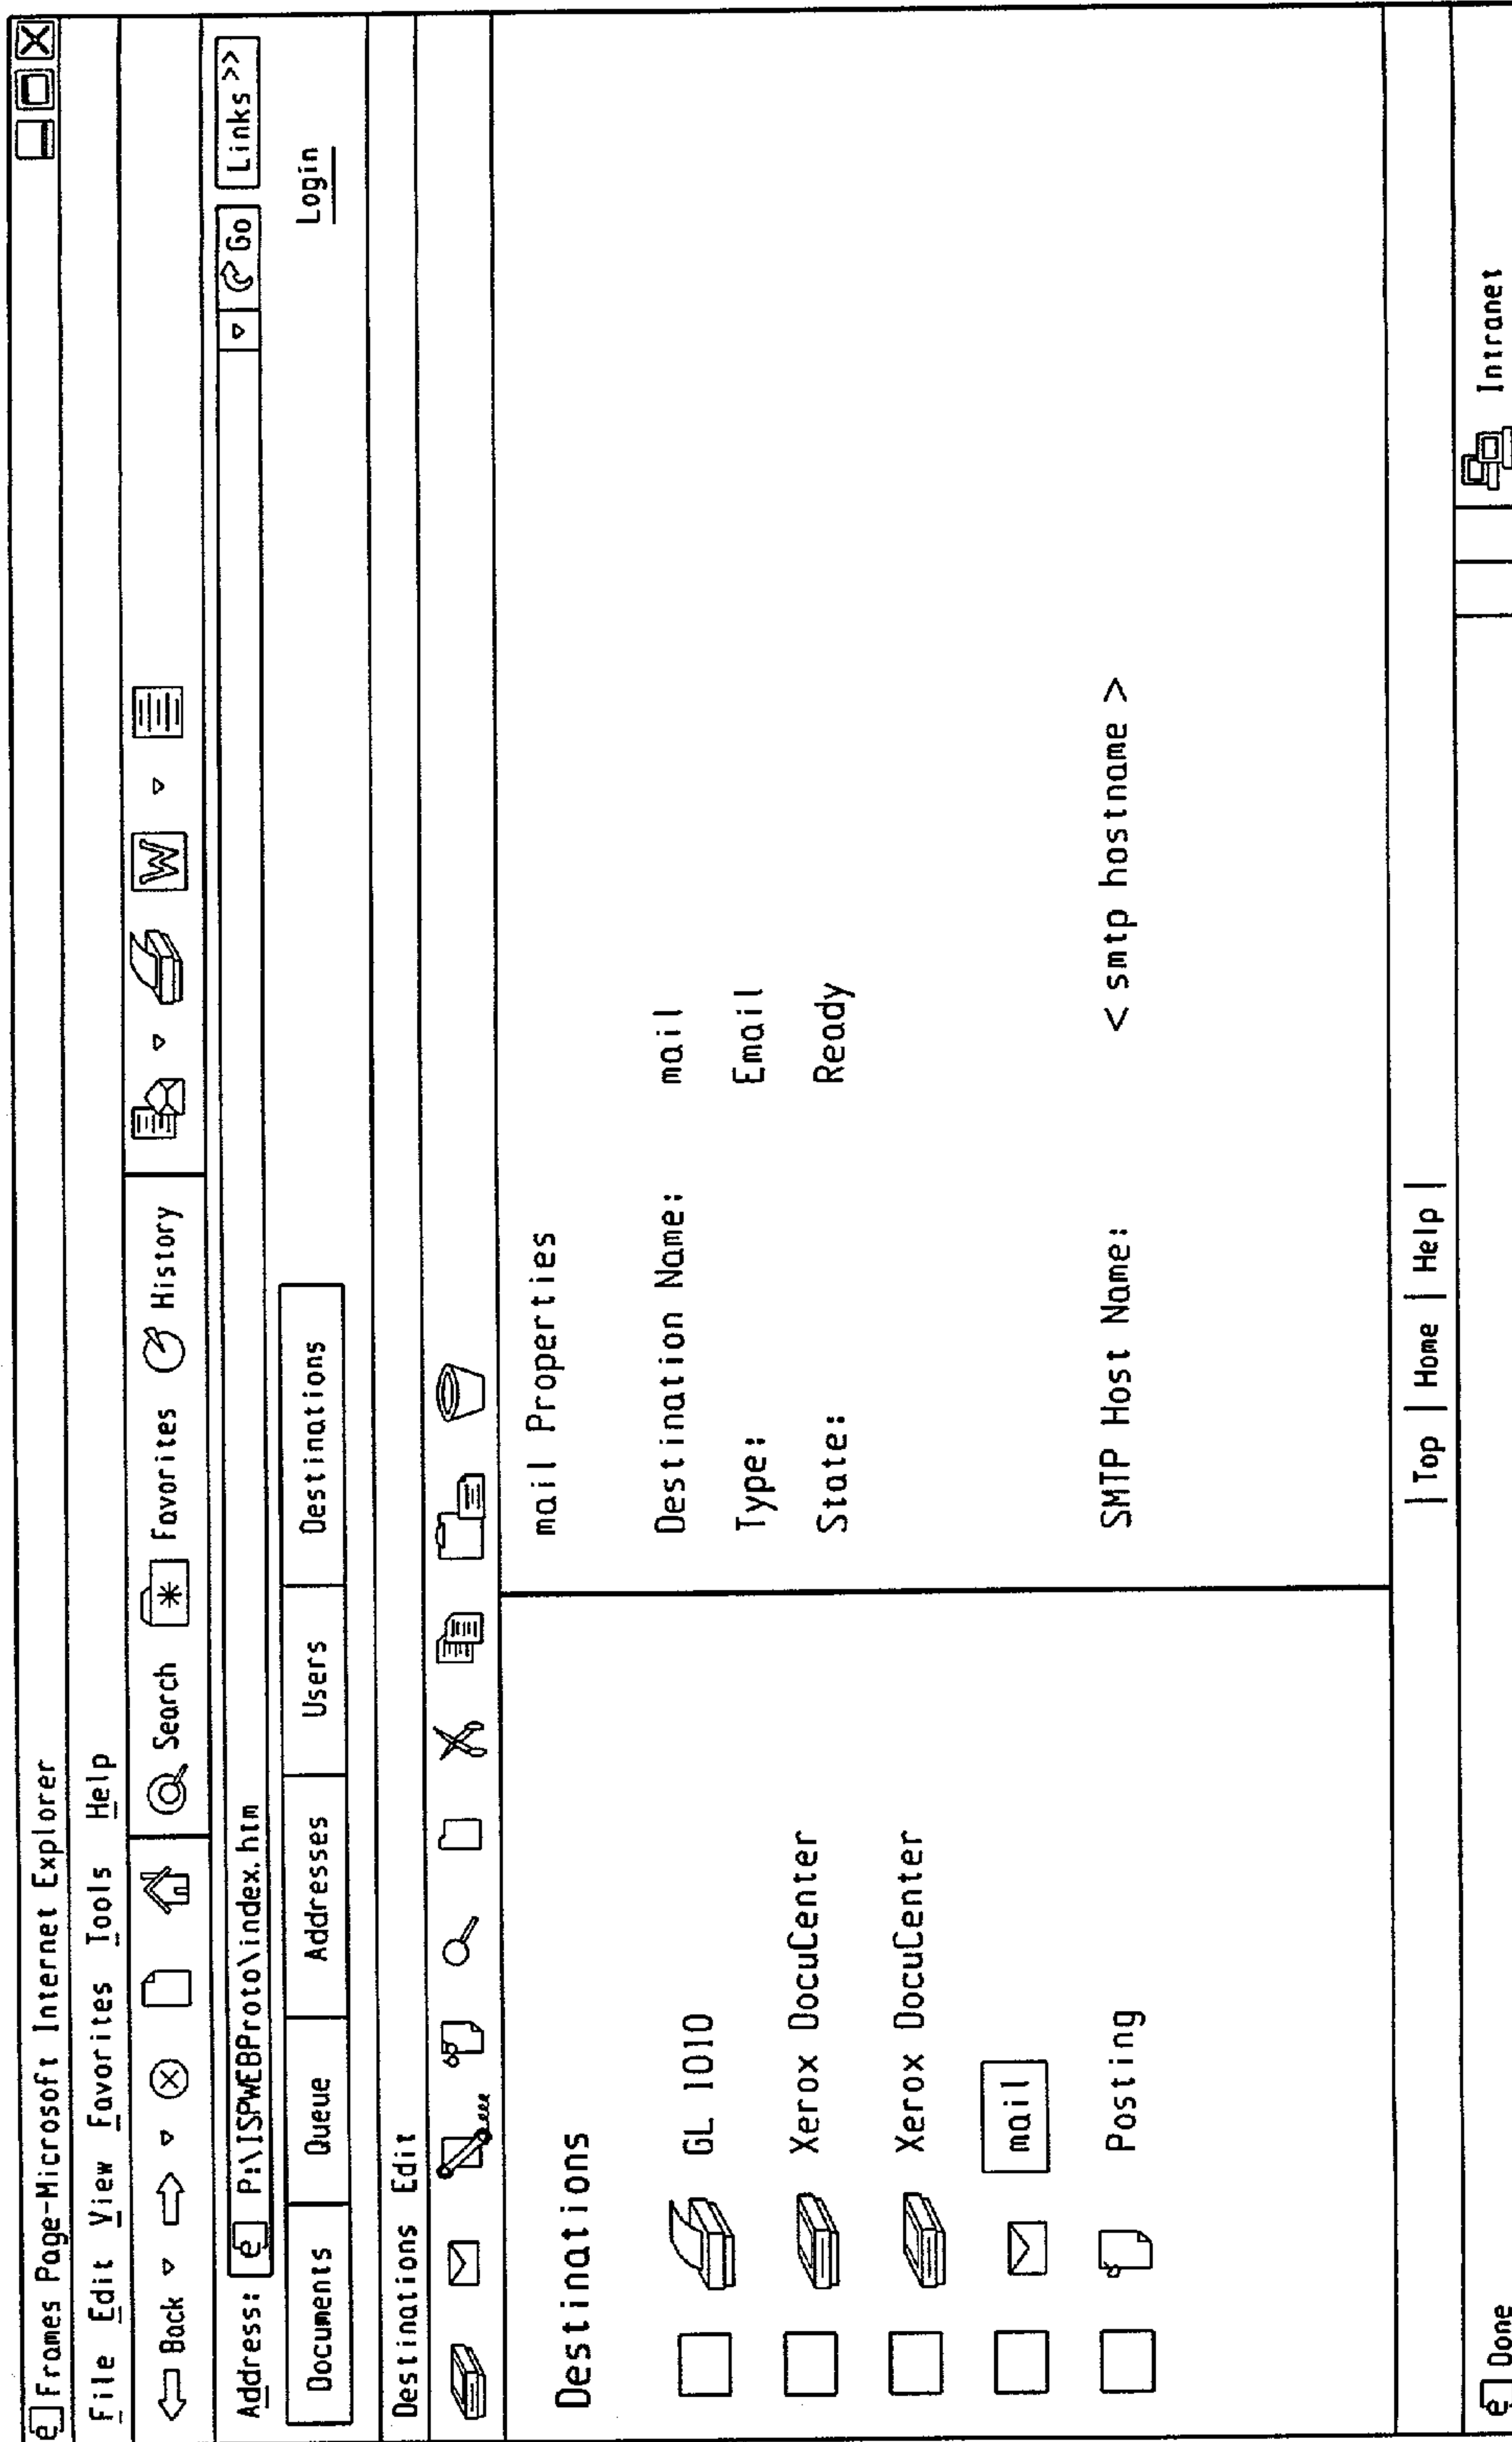 Frames Page-Microsoft Internet Explorer
File Edit View Favorites Tools Help
Back Search Favorites History W
Address: e P:\ISPWEBProto\index.htm Go Links >>
Documents Queue Addresses Users Destinations Login
Destinations Edit
Destinations
GL 1010
Xerox DocuCenter
Xerox DocuCenter
mail
Posting
mail Properties
Destination Name: mail
Type: Email
State: Ready
SMTP Host Name: < smtp hostname >
| Top | Home | Help |
e Done Intranet